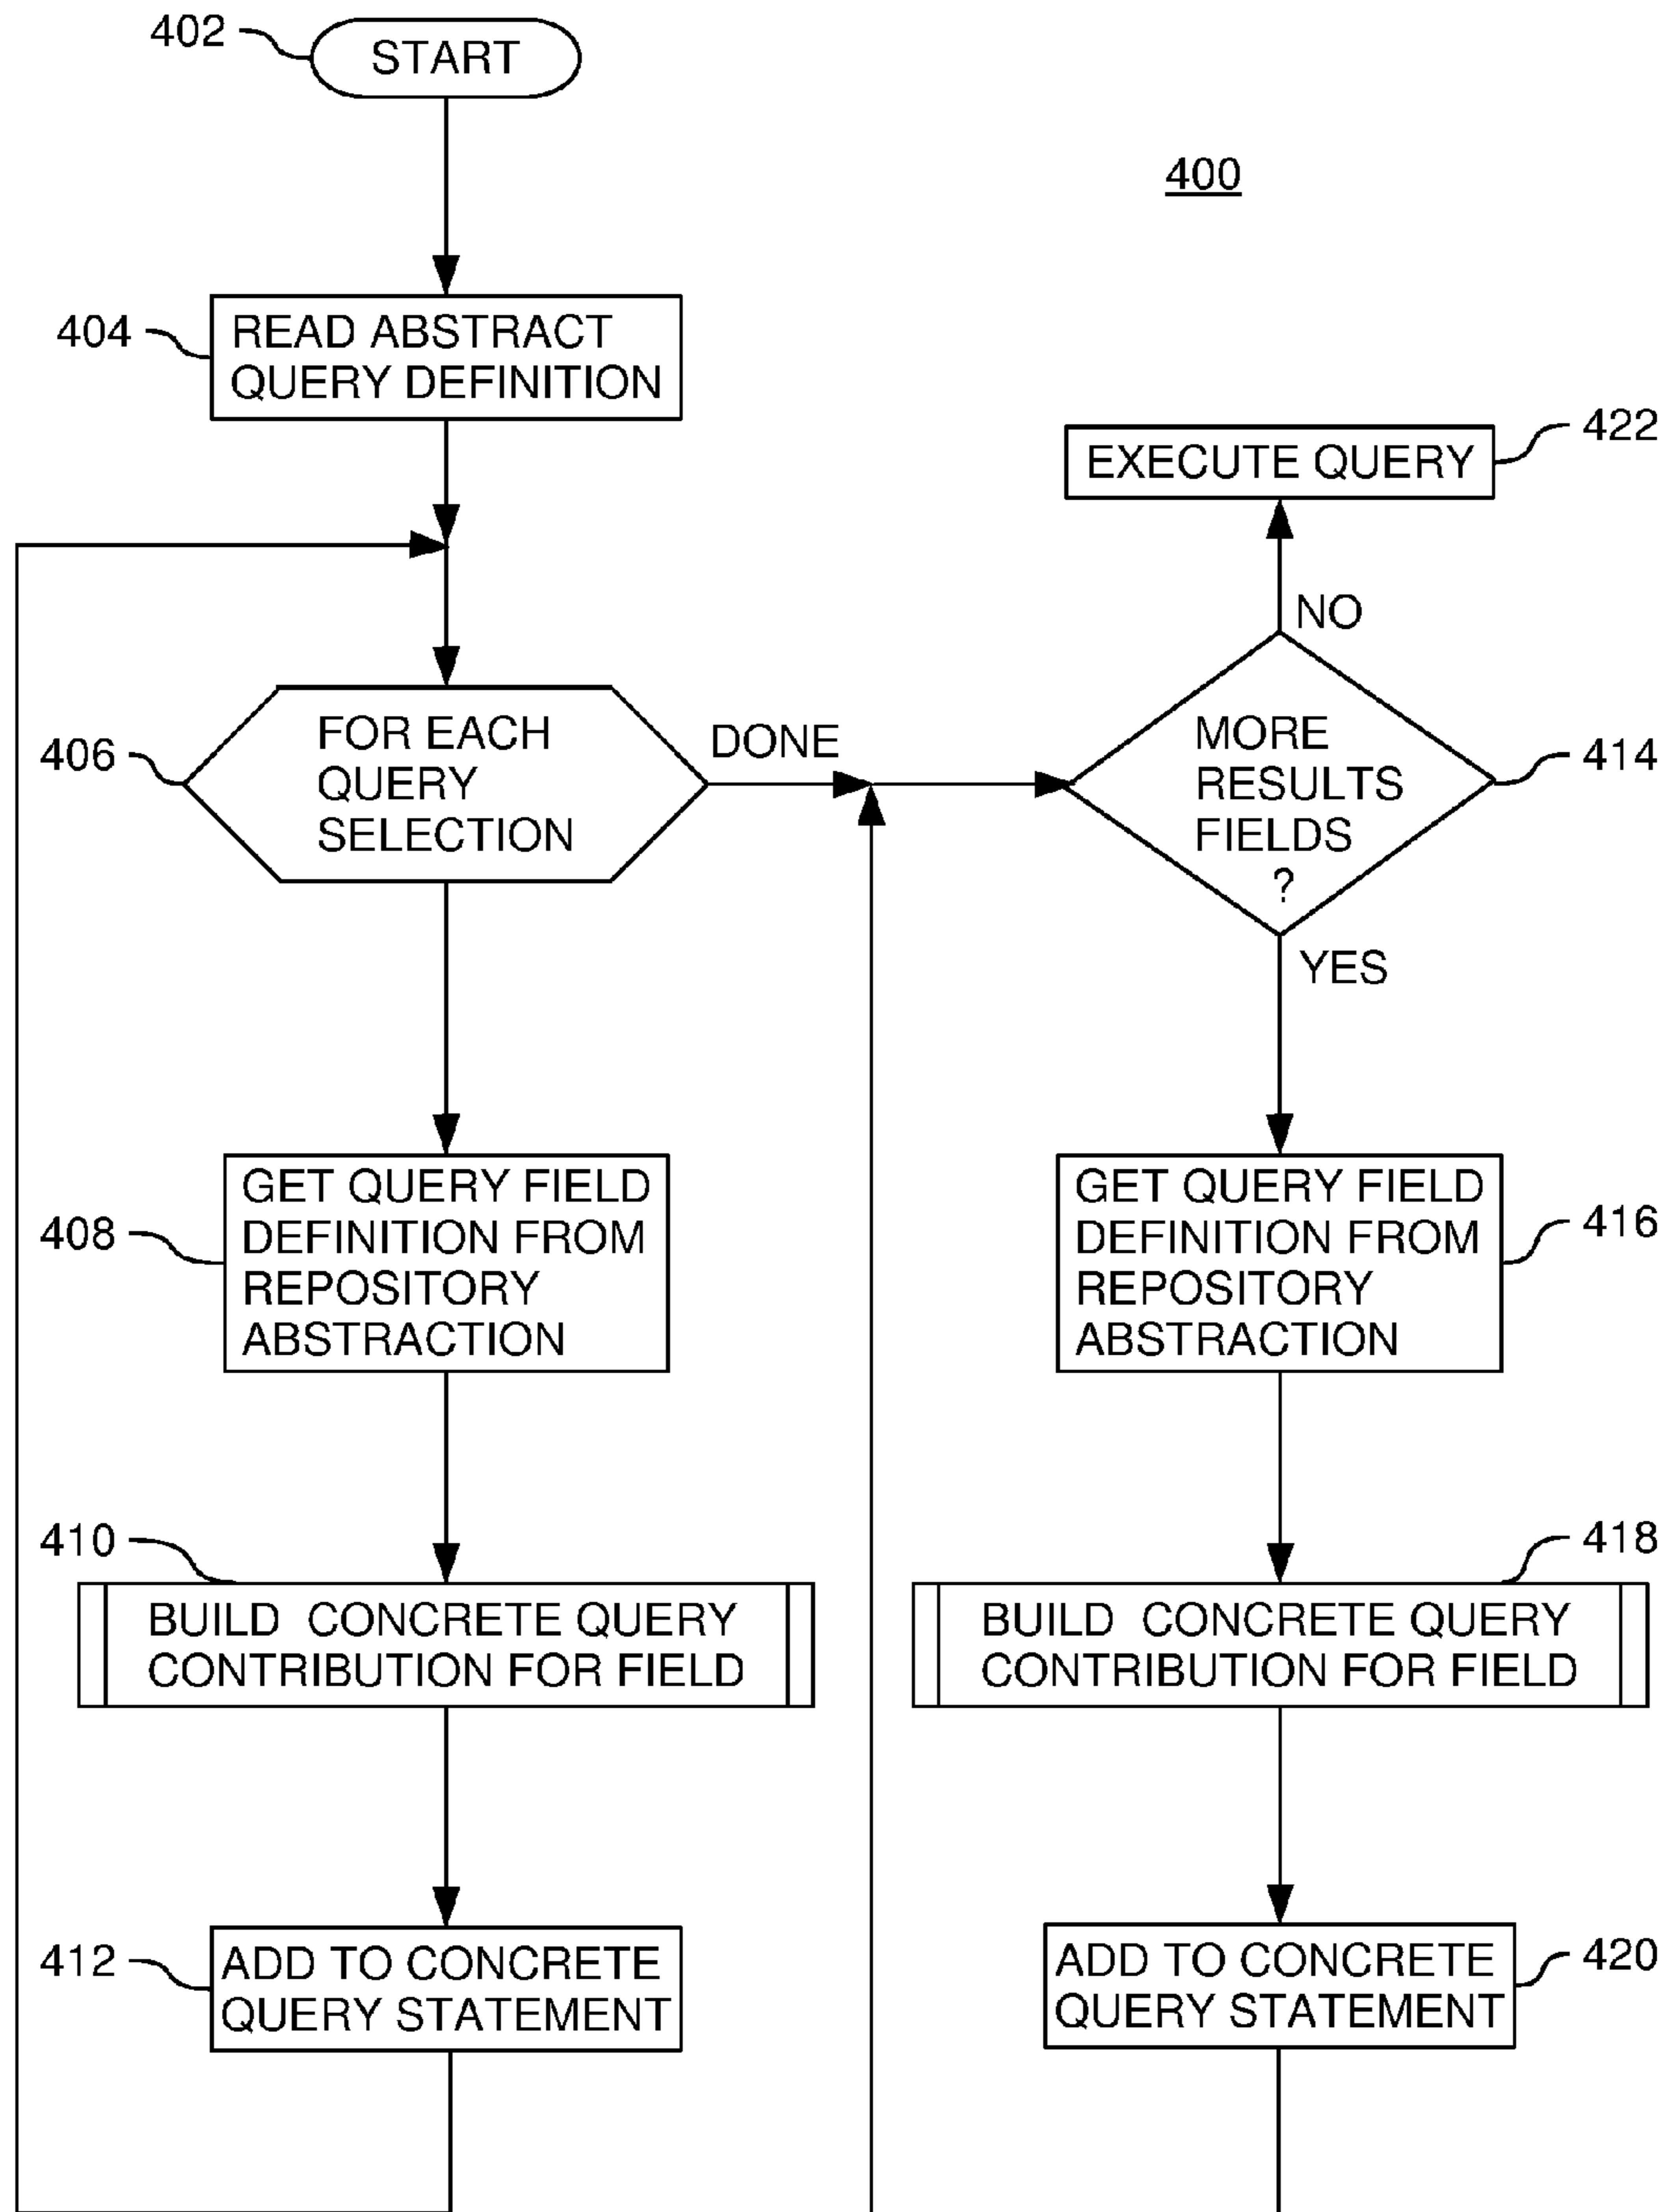 402
START
400
404
READ ABSTRACT
QUERY DEFINITION
422
EXECUTE QUERY
NO
406
FOR EACH
QUERY
SELECTION
DONE
MORE
RESULTS
FIELDS
?
414
YES
408
GET QUERY FIELD
DEFINITION FROM
REPOSITORY
ABSTRACTION
GET QUERY FIELD
DEFINITION FROM
REPOSITORY
ABSTRACTION
416
410
BUILD CONCRETE QUERY
CONTRIBUTION FOR FIELD
418
BUILD CONCRETE QUERY
CONTRIBUTION FOR FIELD
412
ADD TO CONCRETE
QUERY STATEMENT
ADD TO CONCRETE
QUERY STATEMENT
420